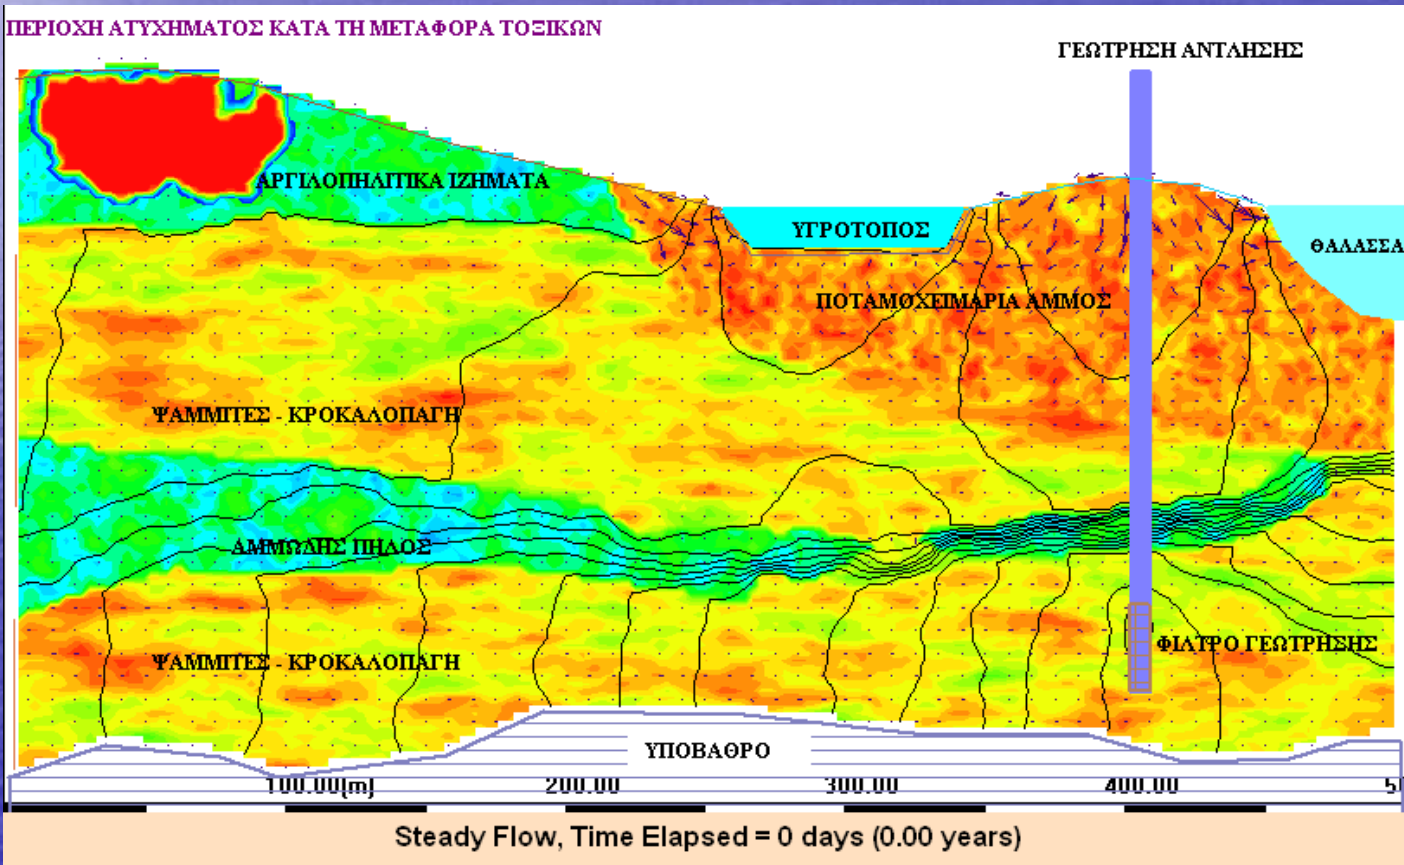 ΠΕΡΙΟΧΗ ΑΤΥΧΗΜΑΤΟΣ ΚΑΤΑ ΤΗ ΜΕΤΑΦΟΡΑ ΤΟΞΙΚΩΝ
ΓΕΩΤΡΗΣΗ ΑΝΤΛΗΣΗΣ
ΑΡΓΙΛΟΠΗΛΙΤΙΚΑ ΙΖΗΜΑΤΑ
ΥΓΡΟΤΟΠΟΣ
ΘΑΛΑΣΣΑ
ΠΟΤΑΜΟΧΕΙΜΑΡΙΑ ΑΜΜΟΣ
ΨΑΜΜΙΤΕΣ - ΚΡΟΚΑΛΟΠΑΓΗ
ΑΜΜΩΔΗΣ ΠΗΛΟΣ
ΦΙΛΤΡΟ ΓΕΩΤΡΗΣΗΣ
ΨΑΜΜΙΤΕΣ - ΚΡΟΚΑΛΟΠΑΓΗ
ΥΠΟΒΑΘΡΟ
100.00[m] 200.00 300.00 400.00
Steady Flow, Time Elapsed = 0 days (0.00 years)